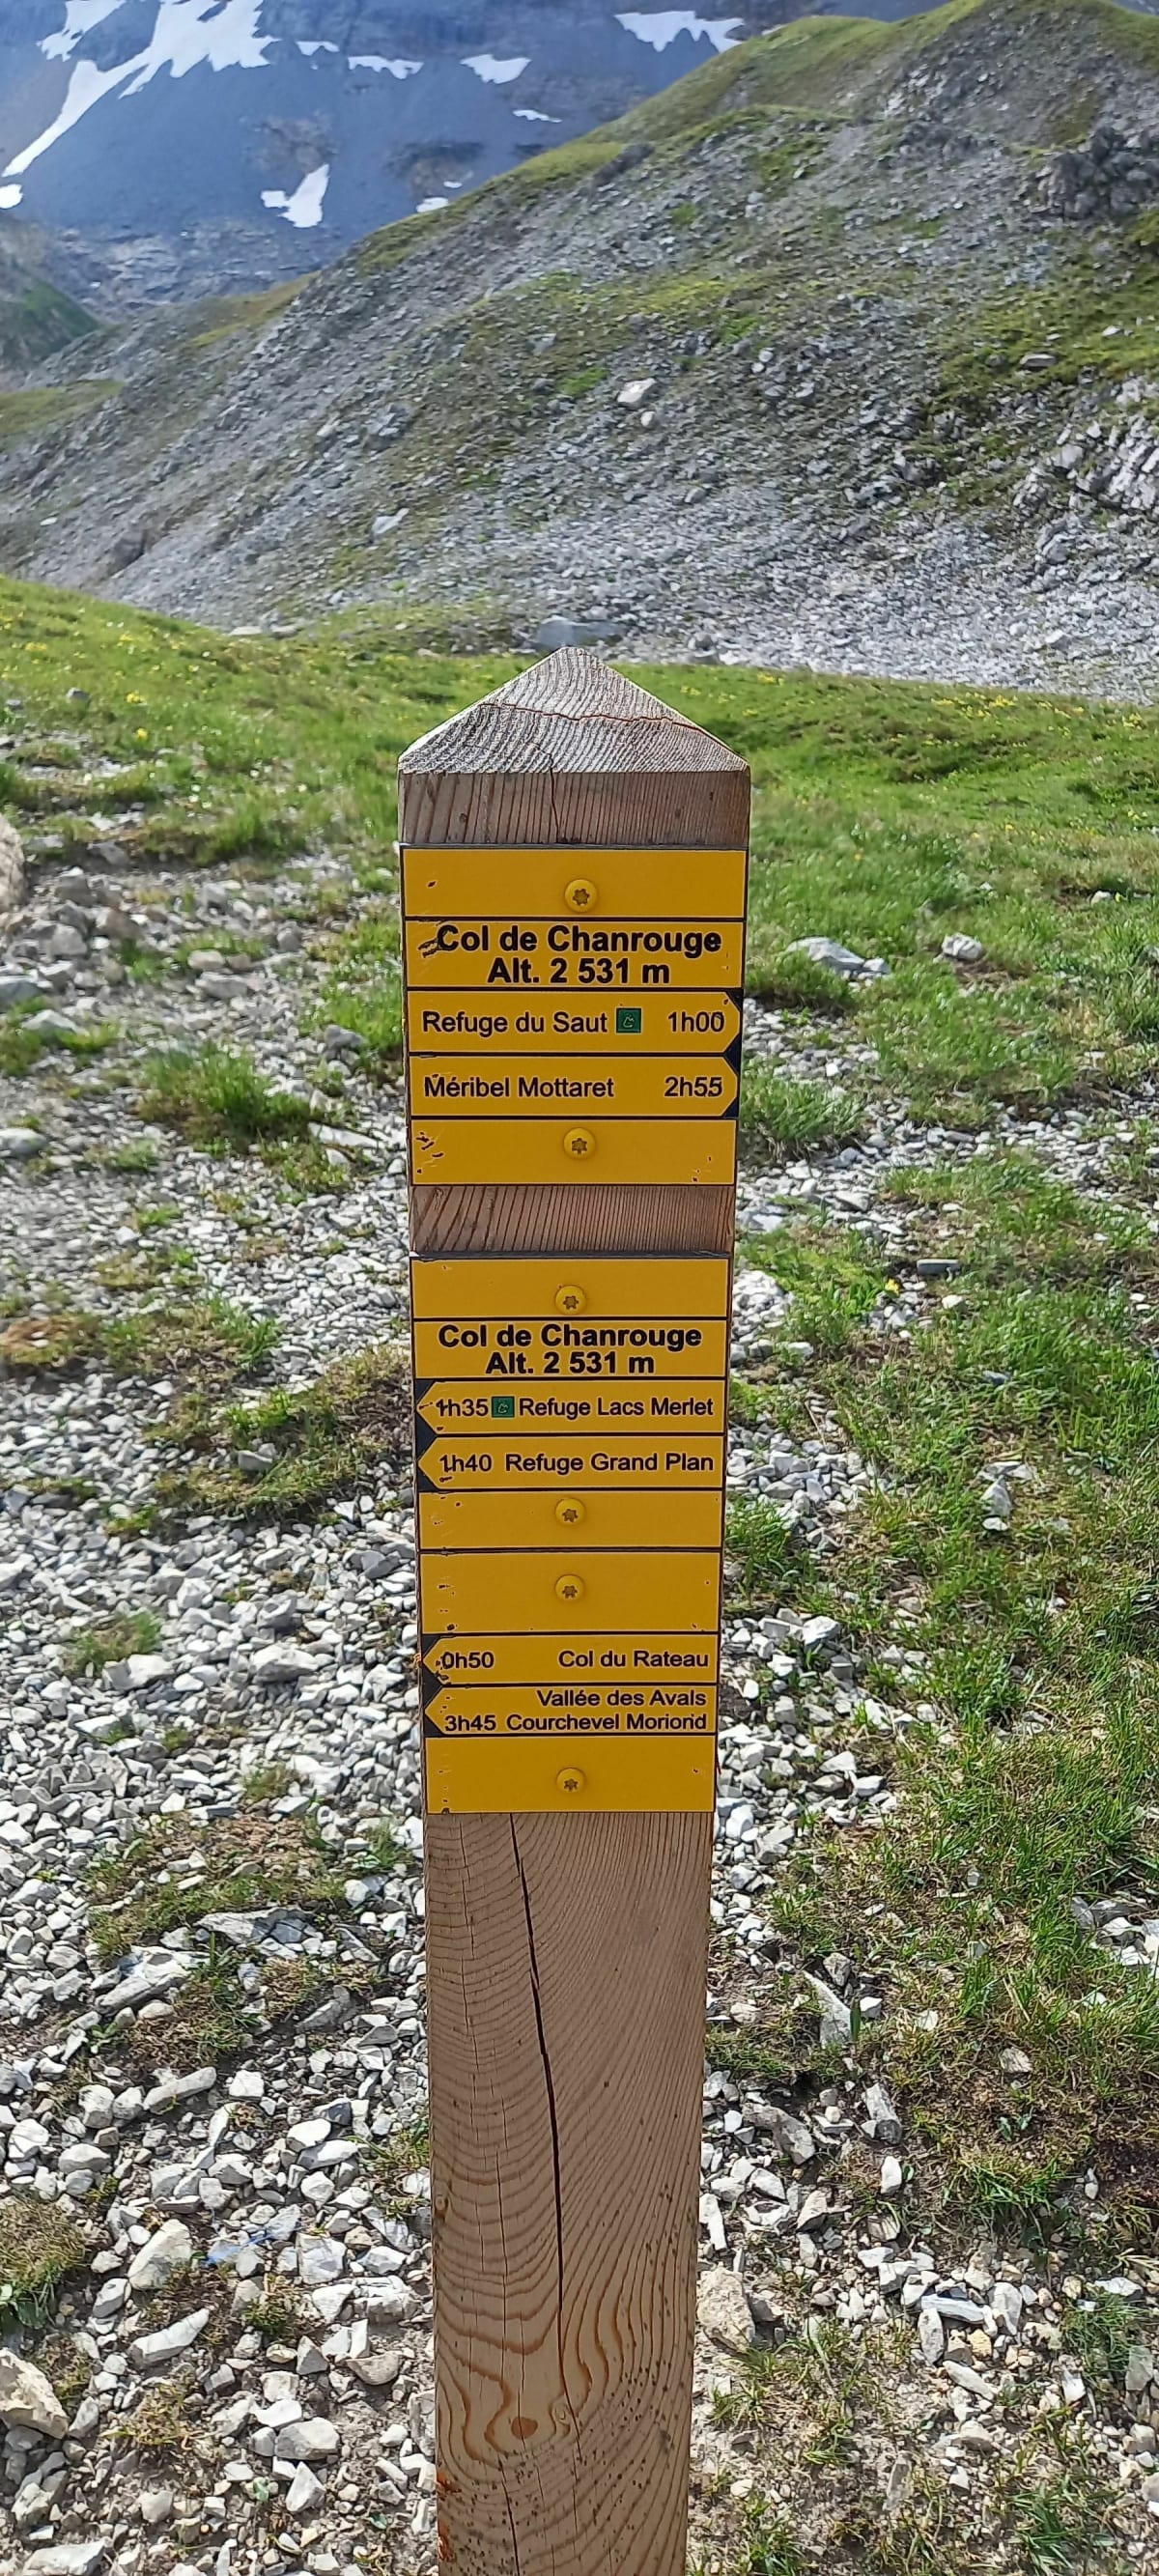 Col de Chanrouge
Alt. 2 531 m
Refuge du Saut 1h00
Méribel Mottaret 2h55
Col de Chanrouge
Alt. 2 531 m
1h35 Refuge Lacs Merlet
1h40 Refuge Grand Plan
0h50 Col du Rateau
Vallée des Avals
3h45 Courchevel Moriond